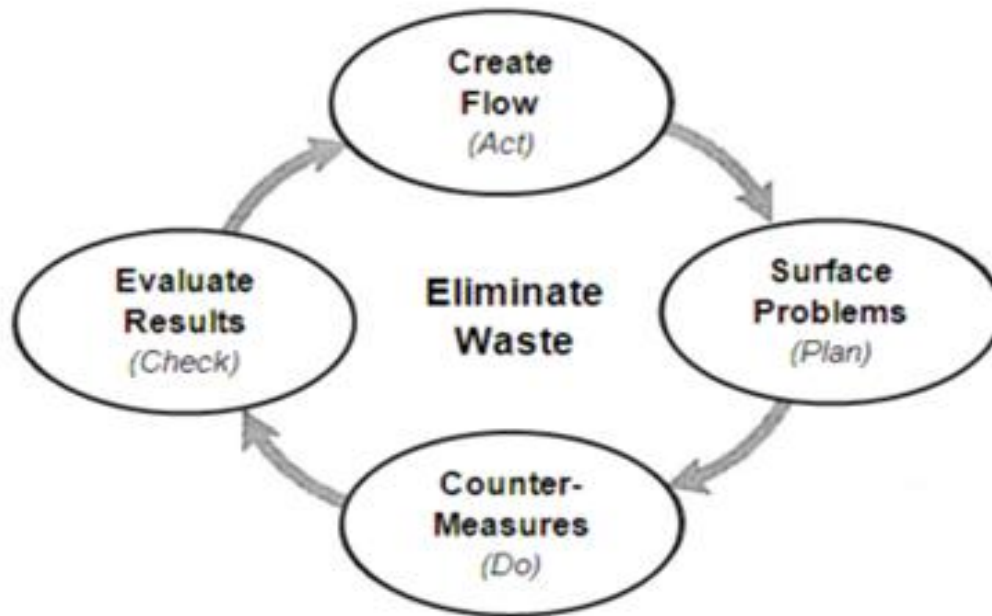 Create
Flow
(Act)
Surface
Problems
(Plan)
Counter-
Measures
(Do)
Evaluate
Results
(Check)
Eliminate
Waste